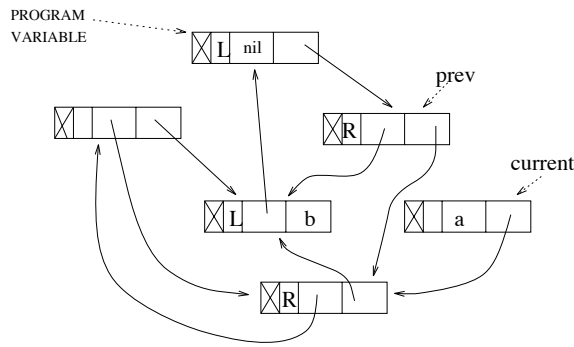 PROGRAM
VARIABLE
L nil
prev
R
current
L b
a
R